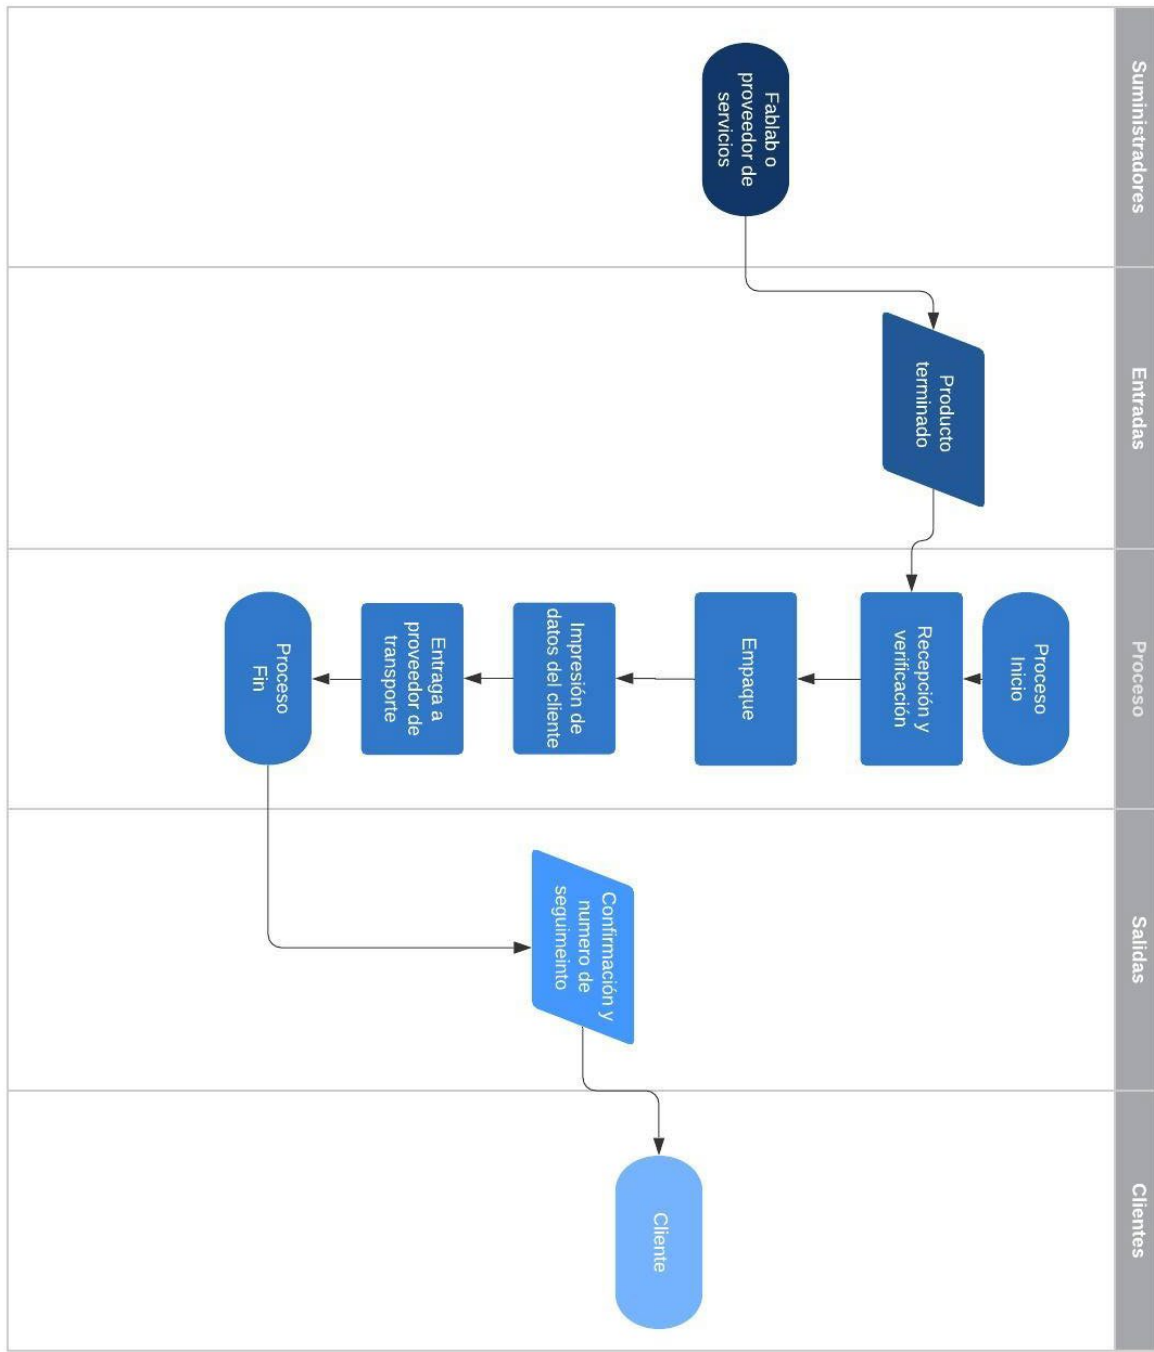 Suministradores
Entradas
Proceso
Salidas
Clientes
Fablab o
proveedor de
servicios
Producto
terminado
Proceso
Inicio
Recepción y
verificación
Empaque
Impresión de
datos del cliente
Entraga a
proveedor de
transporte
Proceso
Fin
Confirmación y
numero de
seguimeinto
Cliente